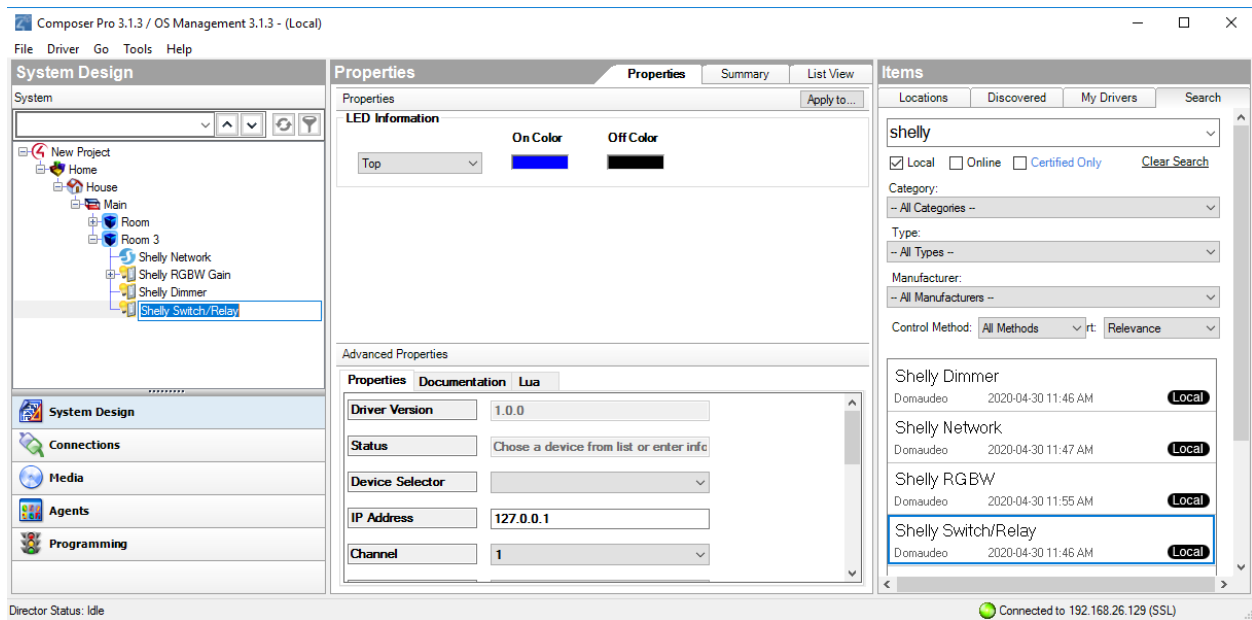 Composer Pro 3.1.3 / OS Management 3.1.3 - (Local)
File Driver Go Tools Help
System Design
System
New Project
Home
House
Main
Room
Room 3
Shelly Network
Shelly RGBW Gain
Shelly Dimmer
Shelly Switch/Relay
System Design
Connections
Media
Agents
Programming
Properties
Properties Summary List View
Properties
Apply to...
LED Information
On Color Off Color
Top
Advanced Properties
Properties Documentation Lua
Driver Version 1.0.0
Status Chose a device from list or enter infc
Device Selector
IP Address 127.0.0.1
Channel 1
Items
Locations Discovered My Drivers Search
shelly
Local Online Certified Only Clear Search
Category:
-- All Categories --
Type:
-- All Types --
Manufacturer:
-- All Manufacturers --
Control Method: All Methods rt: Relevance
Shelly Dimmer
Domaudeo 2020-04-30 11:46 AM Local
Shelly Network
Domaudeo 2020-04-30 11:47 AM Local
Shelly RGBW
Domaudeo 2020-04-30 11:55 AM Local
Shelly Switch/Relay
Domaudeo 2020-04-30 11:46 AM Local
Director Status: Idle
Connected to 192.168.26.129 (SSL)